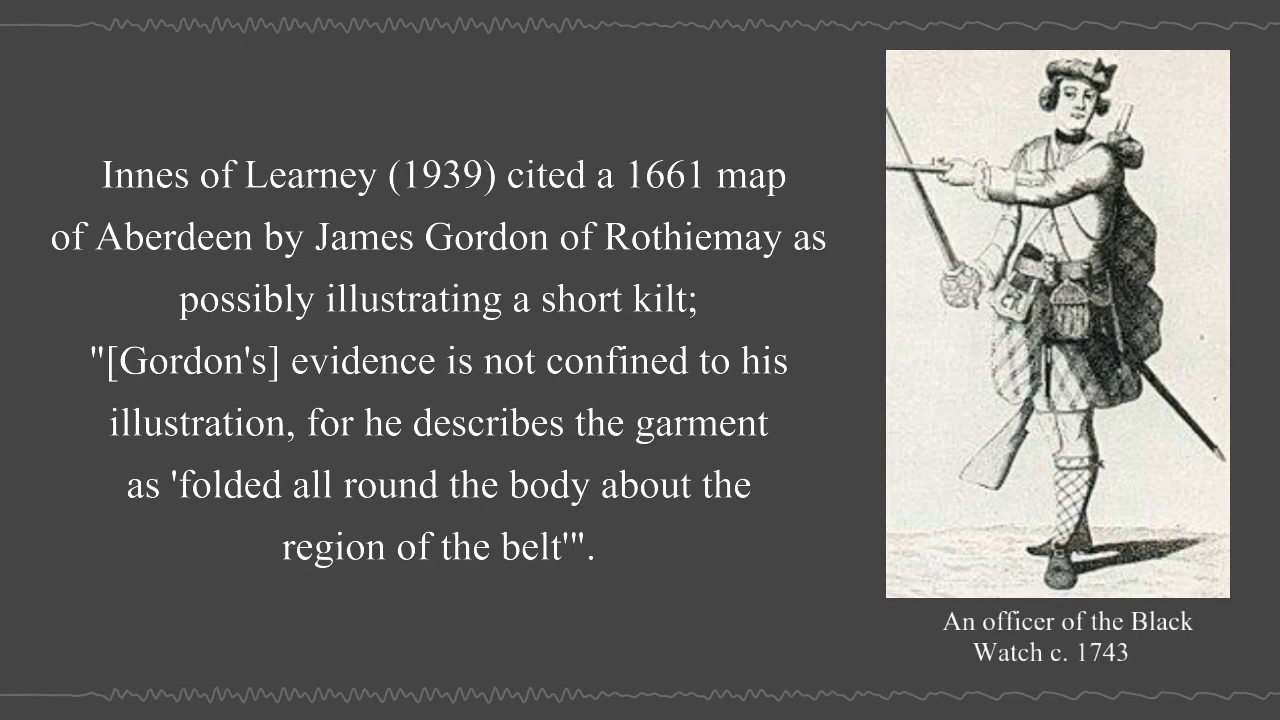 Innes of Learney (1939) cited a 1661 map
of Aberdeen by James Gordon of Rothiemay as
possibly illustrating a short kilt;
"[Gordon's] evidence is not confined to his
illustration, for he describes the garment
as 'folded all round the body about the
region of the belt'".
An officer of the Black
Watch c. 1743